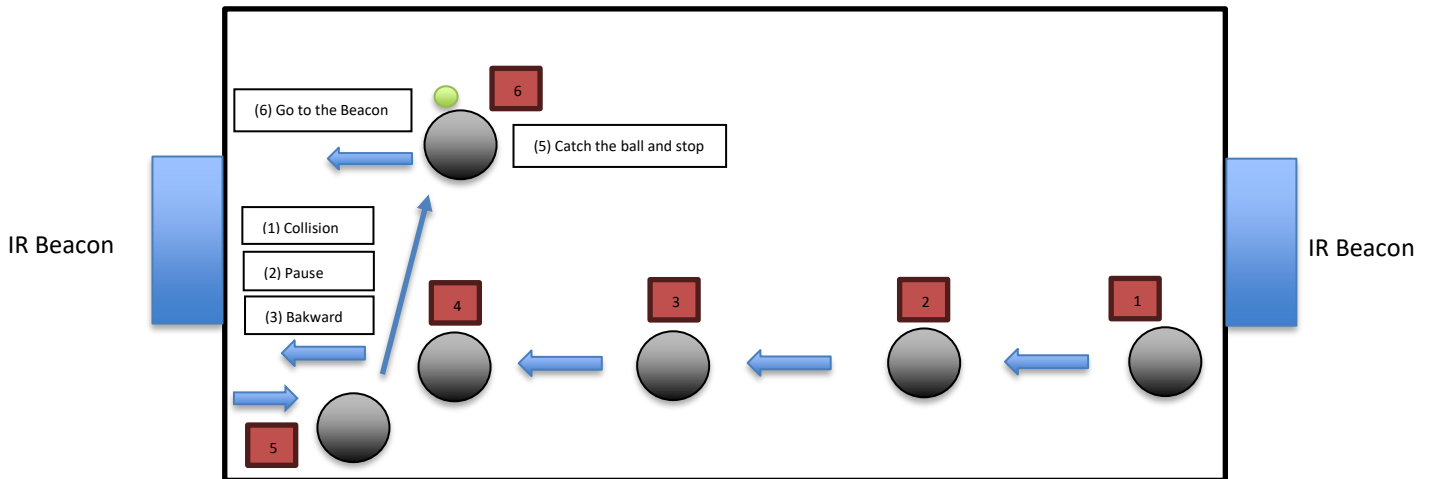 6
(6) Go to the Beacon
(5) Catch the ball and stop
(1) Collision
IR Beacon
IR Beacon
(2) Pause
(3) Bakward
4
3
2
1
5